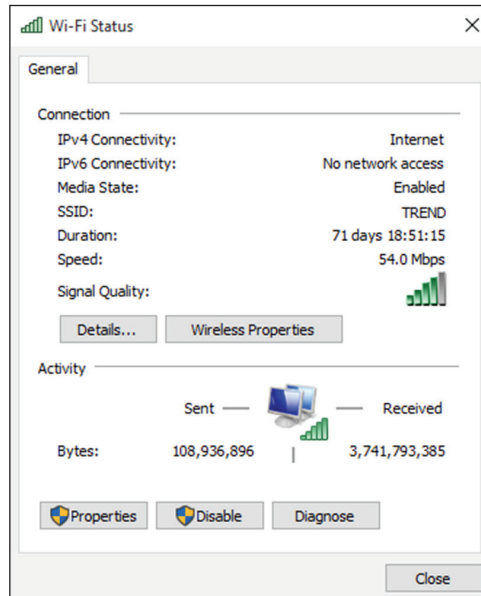 Wi-Fi Status
General
Connection
IPv4 Connectivity: Internet
IPv6 Connectivity: No network access
Media State: Enabled
SSID: TREND
Duration: 71 days 18:51:15
Speed: 54.0 Mbps
Signal Quality:
Details... Wireless Properties
Activity
Sent Received
Bytes: 108,936,896 3,741,793,385
Properties Disable Diagnose
Close